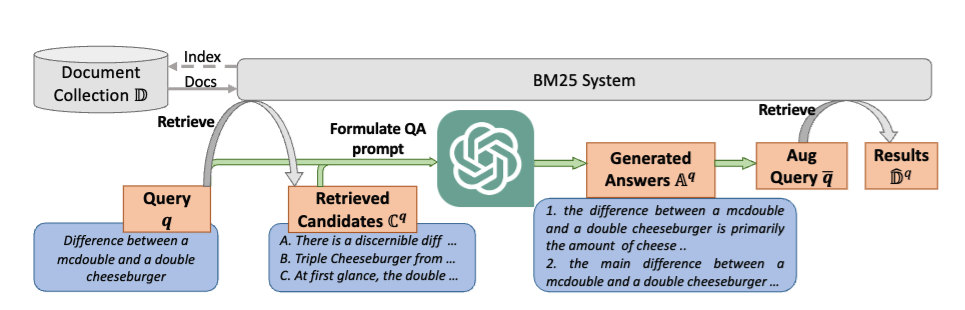 Index
Document
Collection 𝔻
Docs
BM25 System
Retrieve
Retrieve
Formulate QA
prompt
Query
q
Retrieved
Candidates ℂ^q
Generated
Answers 𝔸^q
Aug
Query q̅
Results
𝔻̂^q
Difference between a
mcdouble and a double
cheeseburger
A. There is a discernible diff ...
B. Triple Cheeseburger from ...
C. At first glance, the double ...
1. the difference between a mcdouble
and a double cheeseburger is primarily
the amount of cheese ..
2. the main difference between a
mcdouble and a double cheeseburger ...